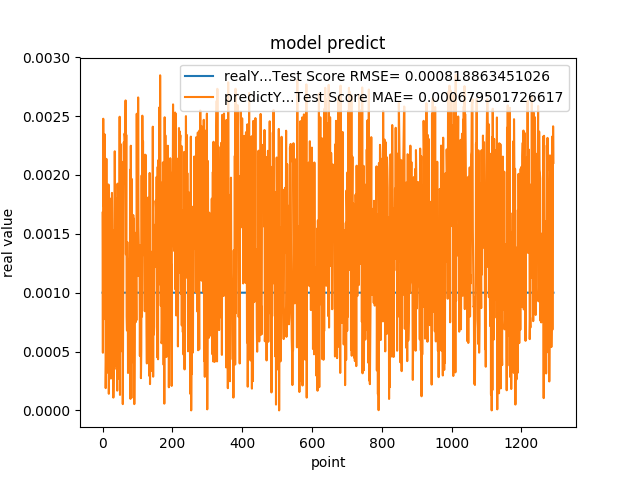 model predict
realY...Test Score RMSE= 0.000818863451026
predictY...Test Score MAE= 0.000679501726617
0.0030
0.0025
0.0020
0.0015
0.0010
0.0005
0.0000
real value
0 200 400 600 800 1000 1200
point